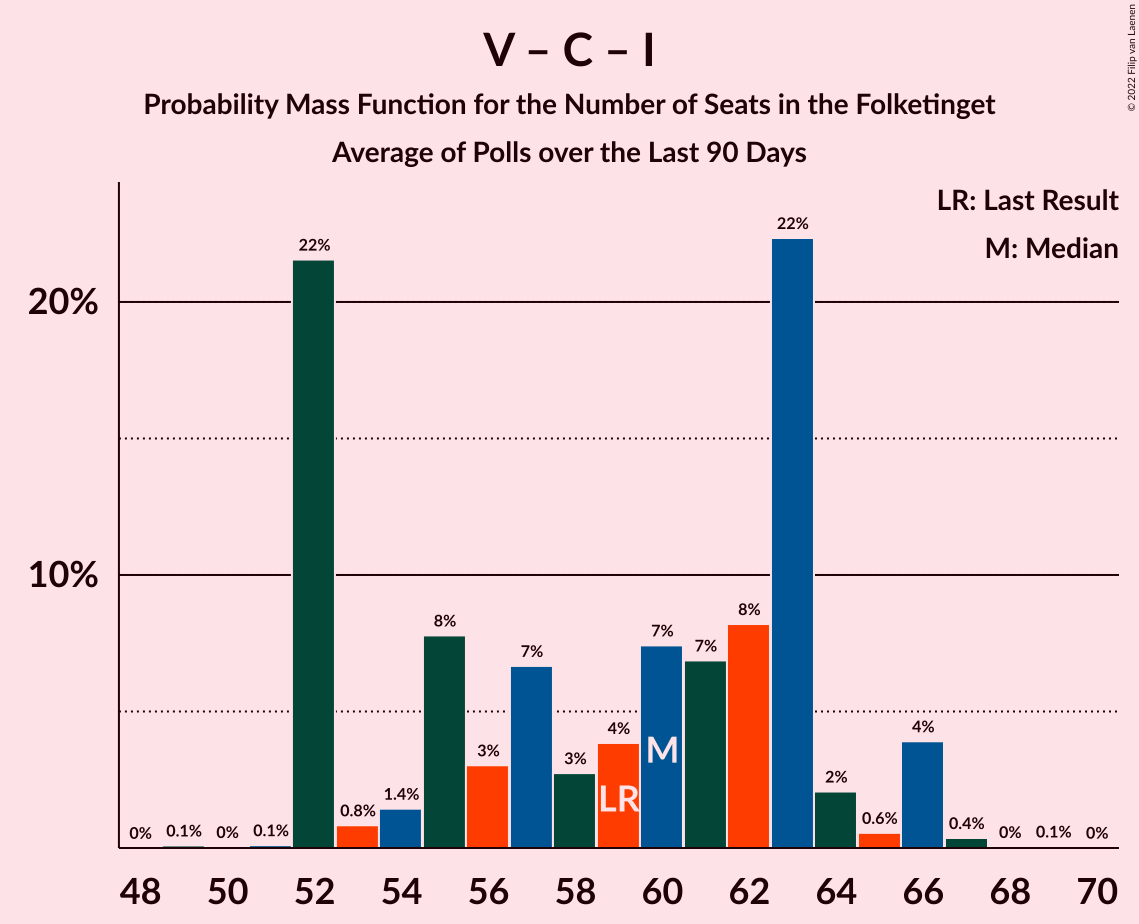 V – C – I
Probability Mass Function for the Number of Seats in the Folketinget
Average of Polls over the Last 90 Days
© 2022 Filip van Laenen
LR: Last Result
M: Median
20%
10%
0%
0.1%
0%
0.1%
22%
0.8%
1.4%
8%
3%
7%
3%
4%
LR
7%
M
7%
8%
22%
2%
0.6%
4%
0.4%
0%
0.1%
0%
48 50 52 54 56 58 60 62 64 66 68 70